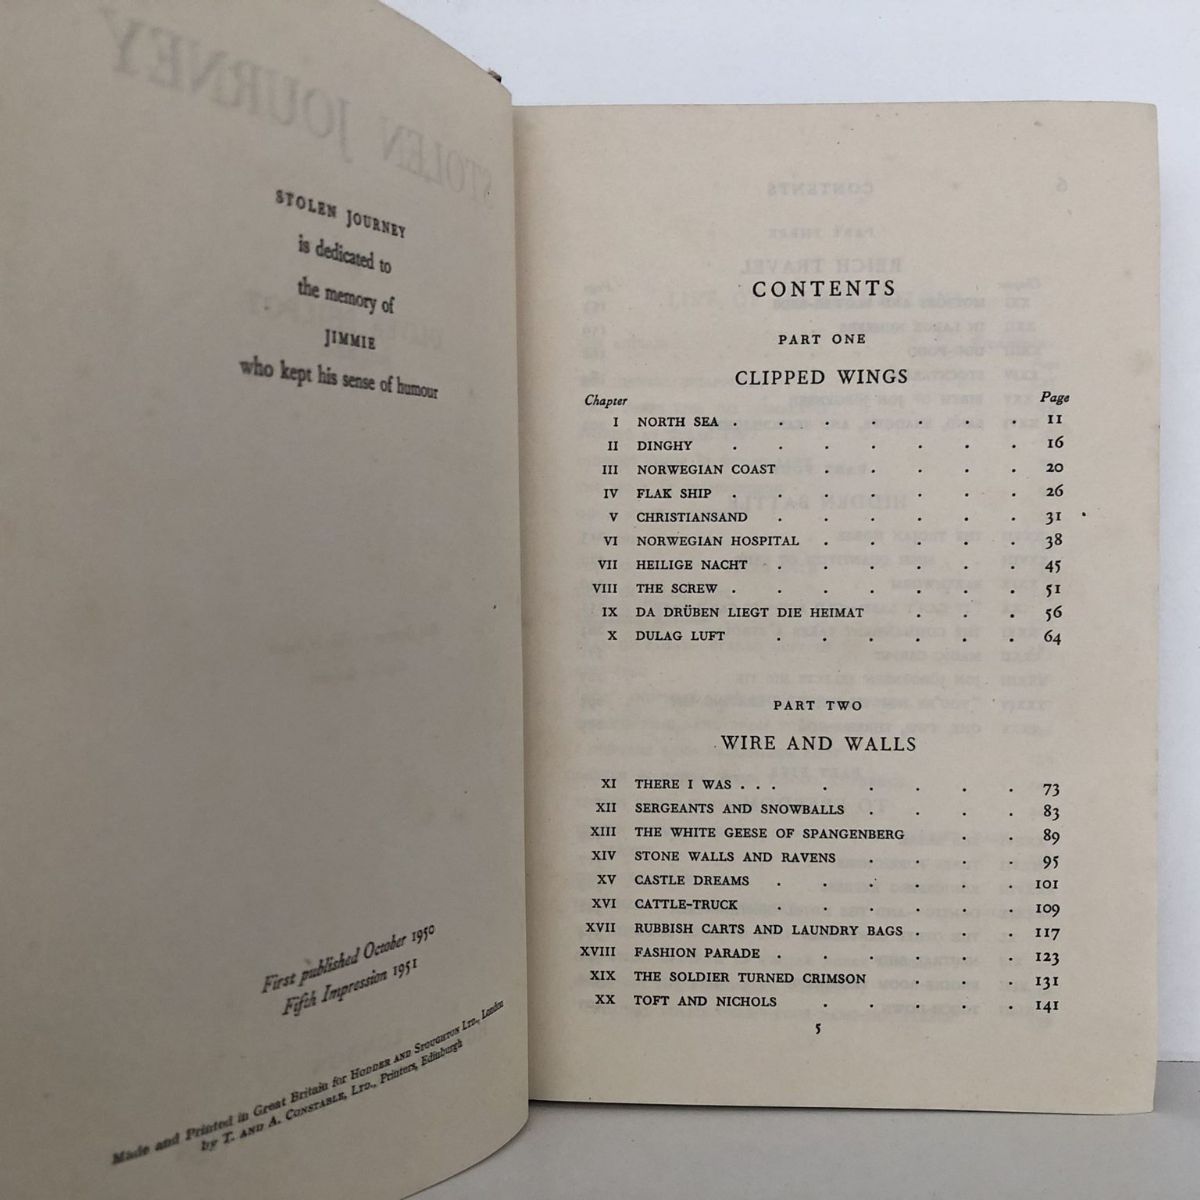 STOLEN JOURNEY
STOLEN JOURNEY
is dedicated to
the memory of
JIMMIE
who kept his sense of humour
First published October 1950
Fifth Impression 1951
Made and Printed in Great Britain for HODDER AND STOUGHTON LTD., London
by T. AND A. CONSTABLE, LTD., Printers, Edinburgh
CONTENTS
PART ONE
CLIPPED WINGS
Chapter Page
I NORTH SEA . . . . . . . 11
II DINGHY . . . . . . 16
III NORWEGIAN COAST . . . . . 20
IV FLAK SHIP . . . . . . . 26
V CHRISTIANSAND . . . . . . 31
VI NORWEGIAN HOSPITAL . . . . . 38
VII HEILIGE NACHT . . . . . . 45
VIII THE SCREW . . . . . . . 51
IX DA DRÜBEN LIEGT DIE HEIMAT . . . 56
X DULAG LUFT . . . . . . 64
PART TWO
WIRE AND WALLS
XI THERE I WAS . . . . . . . . 73
XII SERGEANTS AND SNOWBALLS . . . . 83
XIII THE WHITE GEESE OF SPANGENBERG . . 89
XIV STONE WALLS AND RAVENS . . . . 95
XV CASTLE DREAMS . . . . . . 101
XVI CATTLE-TRUCK . . . . . . 109
XVII RUBBISH CARTS AND LAUNDRY BAGS . . . 117
XVIII FASHION PARADE . . . . . . 123
XIX THE SOLDIER TURNED CRIMSON . . . 131
XX TOFT AND NICHOLS . . . . . 141
5